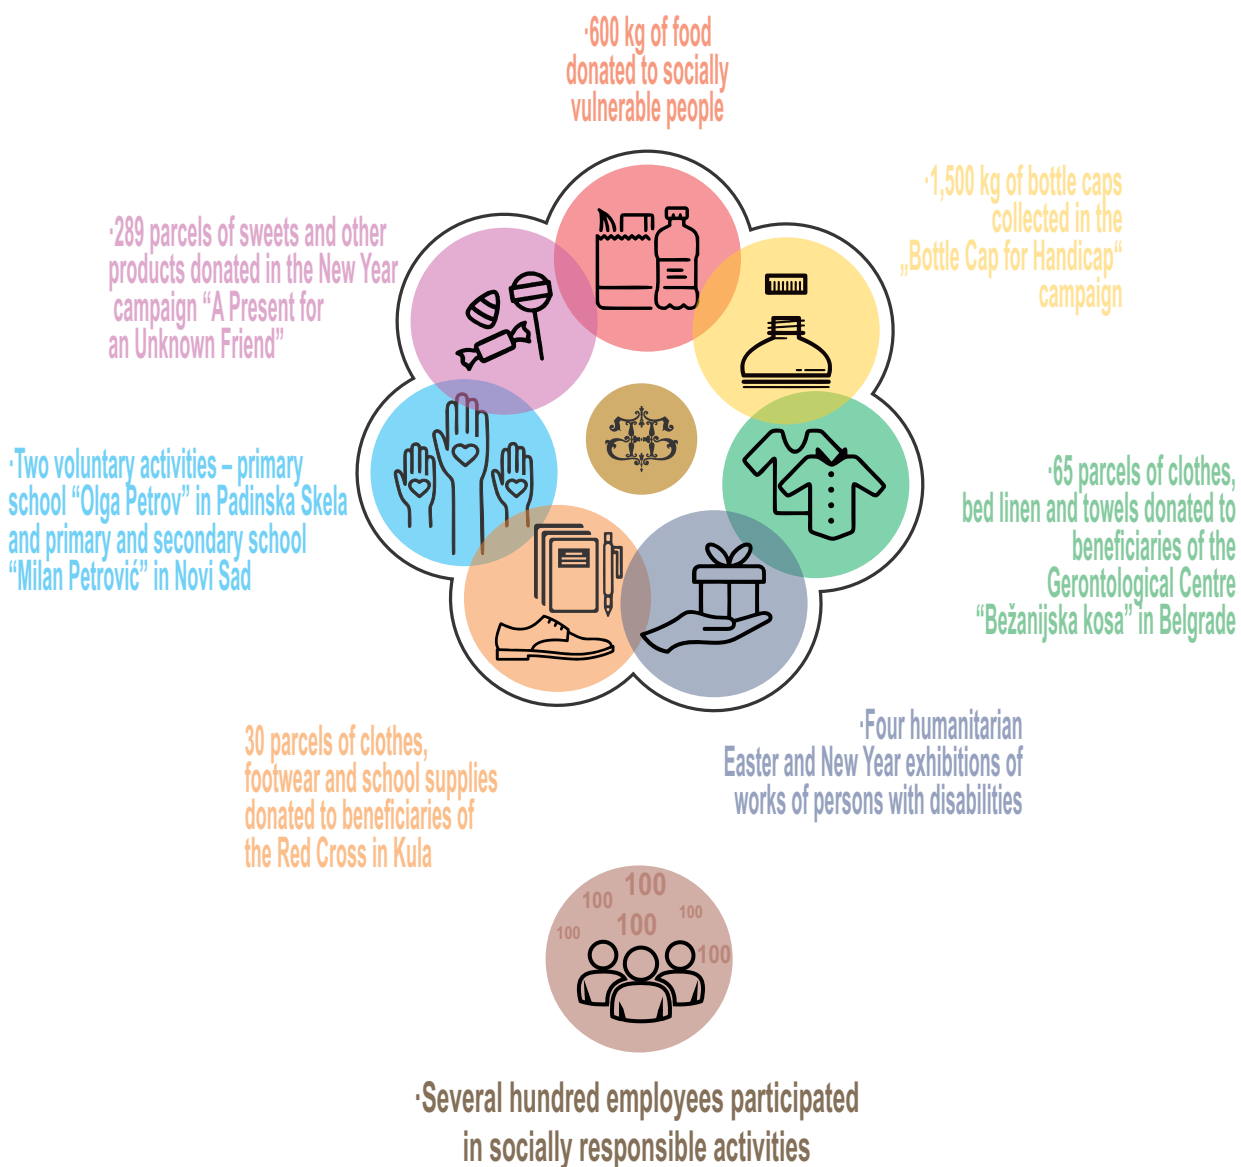 ·600 kg of food
donated to socially
vulnerable people
·1,500 kg of bottle caps
collected in the
„Bottle Cap for Handicap“
campaign
·289 parcels of sweets and other
products donated in the New Year
campaign “A Present for
an Unknown Friend”
·Two voluntary activities – primary
school “Olga Petrov” in Padinska Skela
and primary and secondary school
“Milan Petrović” in Novi Sad
·65 parcels of clothes,
bed linen and towels donated to
beneficiaries of the
Gerontological Centre
“Bežanijska kosa” in Belgrade
30 parcels of clothes,
footwear and school supplies
donated to beneficiaries of
the Red Cross in Kula
·Four humanitarian
Easter and New Year exhibitions of
works of persons with disabilities
100
100
100
100
100
100
·Several hundred employees participated
in socially responsible activities